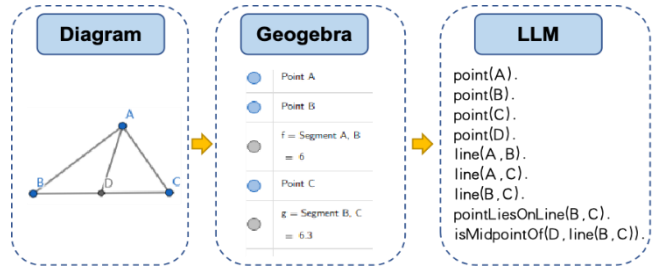 Diagram
A
B
D
C
Geogebra
Point A
Point B
f = Segment A, B
= 6
Point C
g = Segment B, C
= 6.3
LLM
point(A).
point(B).
point(C).
point(D).
line(A,B).
line(A,C).
line(B,C).
pointLiesOnLine(B,C).
isMidpointOf(D,line(B,C)).